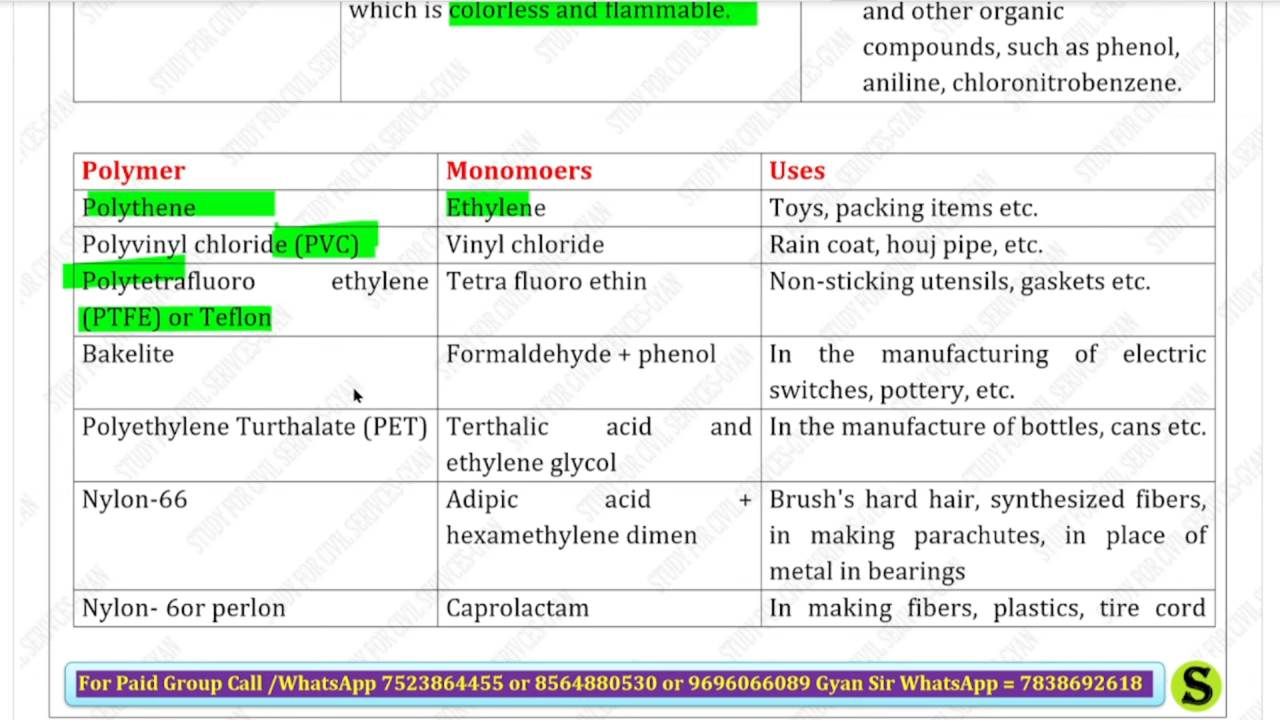 which is colorless and flammable.
and other organic
compounds, such as phenol,
aniline, chloronitrobenzene.
Polymer Monomoers Uses
Polythene Ethylene Toys, packing items etc.
Polyvinyl chloride (PVC) Vinyl chloride Rain coat, houj pipe, etc.
Polytetrafluoro ethylene Tetra fluoro ethin Non-sticking utensils, gaskets etc.
(PTFE) or Teflon
Bakelite Formaldehyde + phenol In the manufacturing of electric
switches, pottery, etc.
Polyethylene Turthalate (PET) Terthalic acid and In the manufacture of bottles, cans etc.
ethylene glycol
Nylon-66 Adipic acid + Brush's hard hair, synthesized fibers,
hexamethylene dimen in making parachutes, in place of
metal in bearings
Nylon- 6or perlon Caprolactam In making fibers, plastics, tire cord
For Paid Group Call /WhatsApp 7523864455 or 8564880530 or 9696066089 Gyan Sir WhatsApp = 7838692618
S
STUDY FOR CIVIL SERIVCES-GYAN